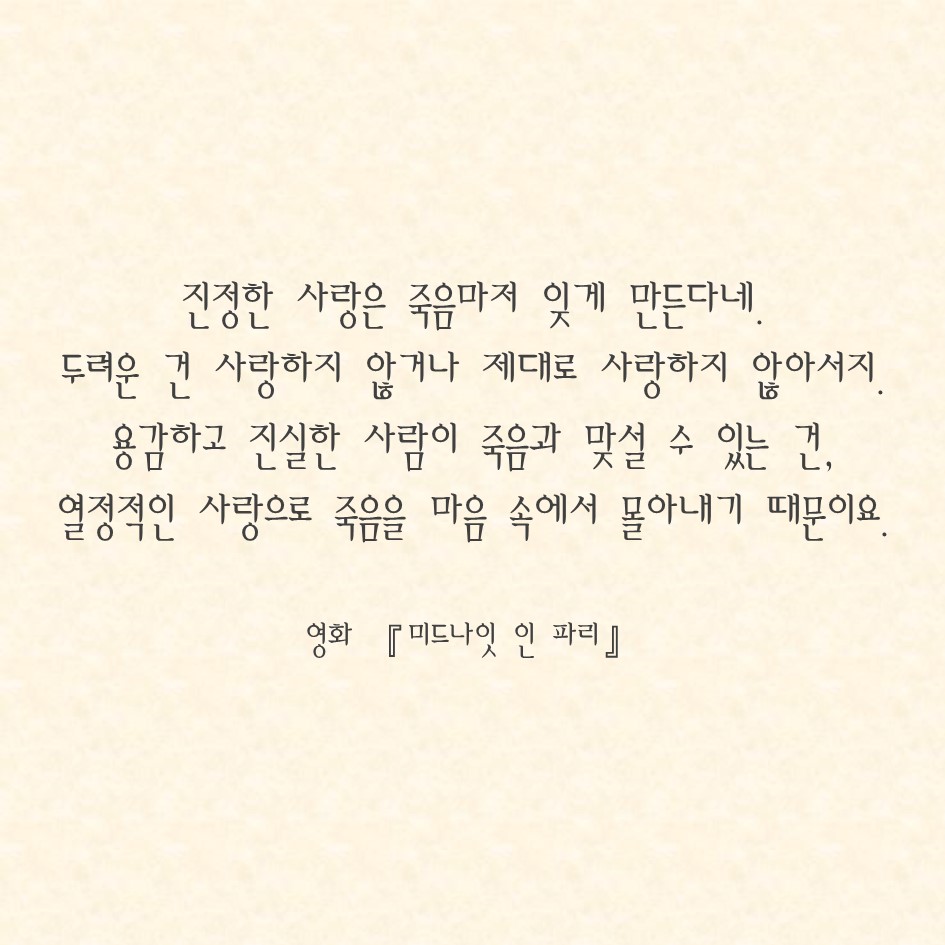 진정한 사랑은 죽음마저 잊게 만든다네.
두려운 건 사랑하지 않거나 제대로 사랑하지 않아서지.
용감하고 진실한 사람이 죽음과 맞설 수 있는 건,
열정적인 사랑으로 죽음을 마음 속에서 몰아내기 때문이요.
영화 『미드나잇 인 파리』